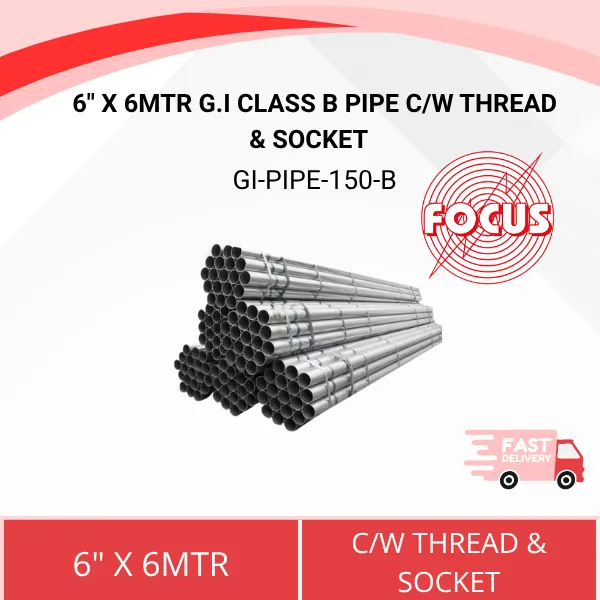 6" X 6MTR G.I CLASS B PIPE C/W THREAD
& SOCKET
GI-PIPE-150-B
FOCUS
FAST
DELIVERY
6" X 6MTR
C/W THREAD &
SOCKET